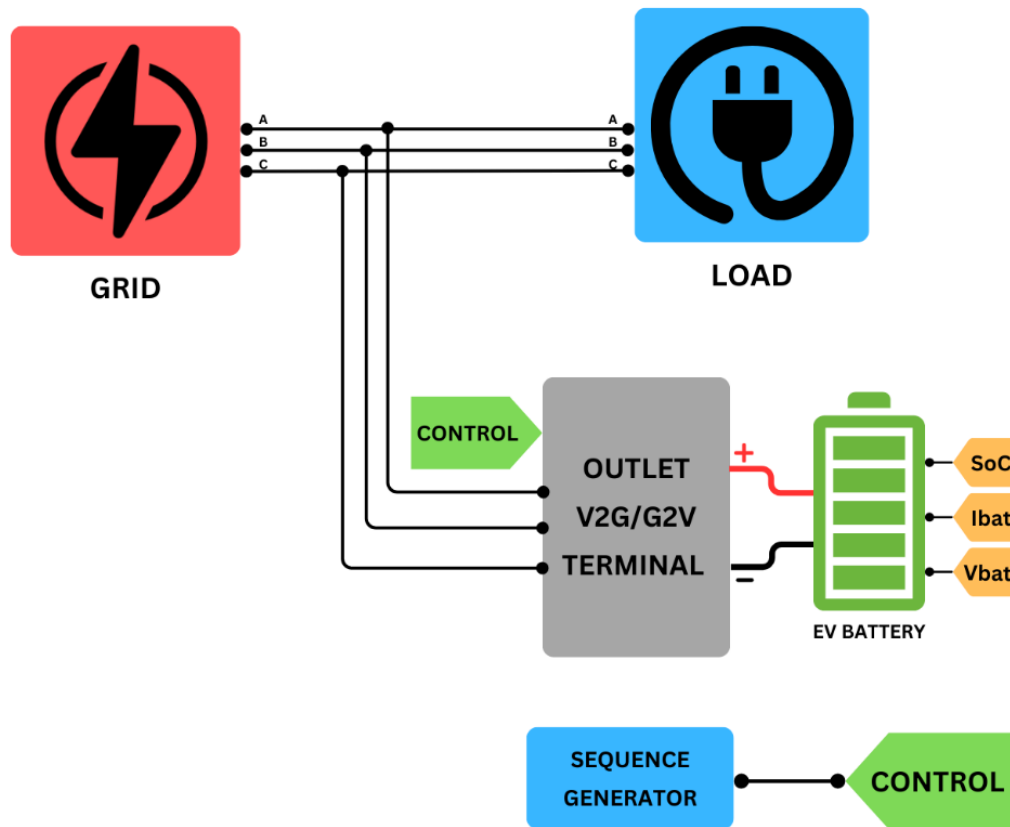 A
B
C
A
B
C
GRID
LOAD
CONTROL
OUTLET
V2G/G2V
TERMINAL
+
−
SoC
Ibat
Vbat
EV BATTERY
SEQUENCE
GENERATOR
CONTROL